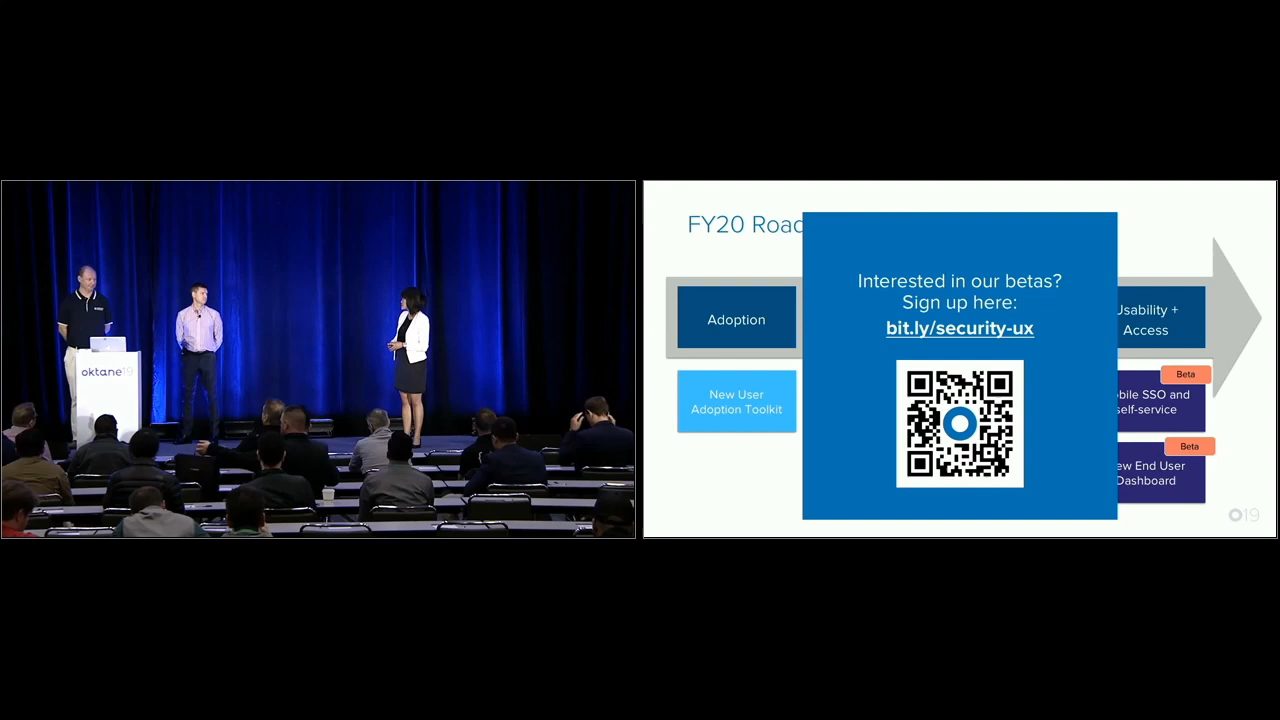 oktane19
FY20 Road
Interested in our betas?
Sign up here:
bit.ly/security-ux
Adoption
Usability +
Access
New User
Adoption Toolkit
Beta
bile SSO and
self-service
Beta
ew End User
Dashboard
19